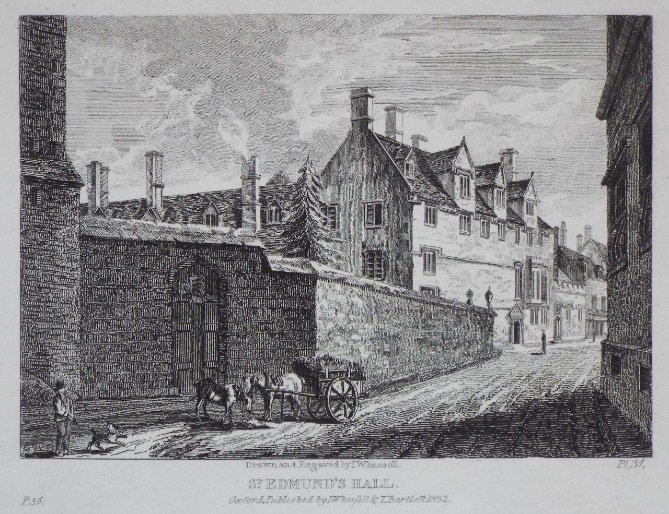 Drawn and Engraved by I Whessell.
Pl. 31.
ST EDMUND'S HALL.
P.36.
Oxford, Published by I Whessell & T. Bartlett 1832.